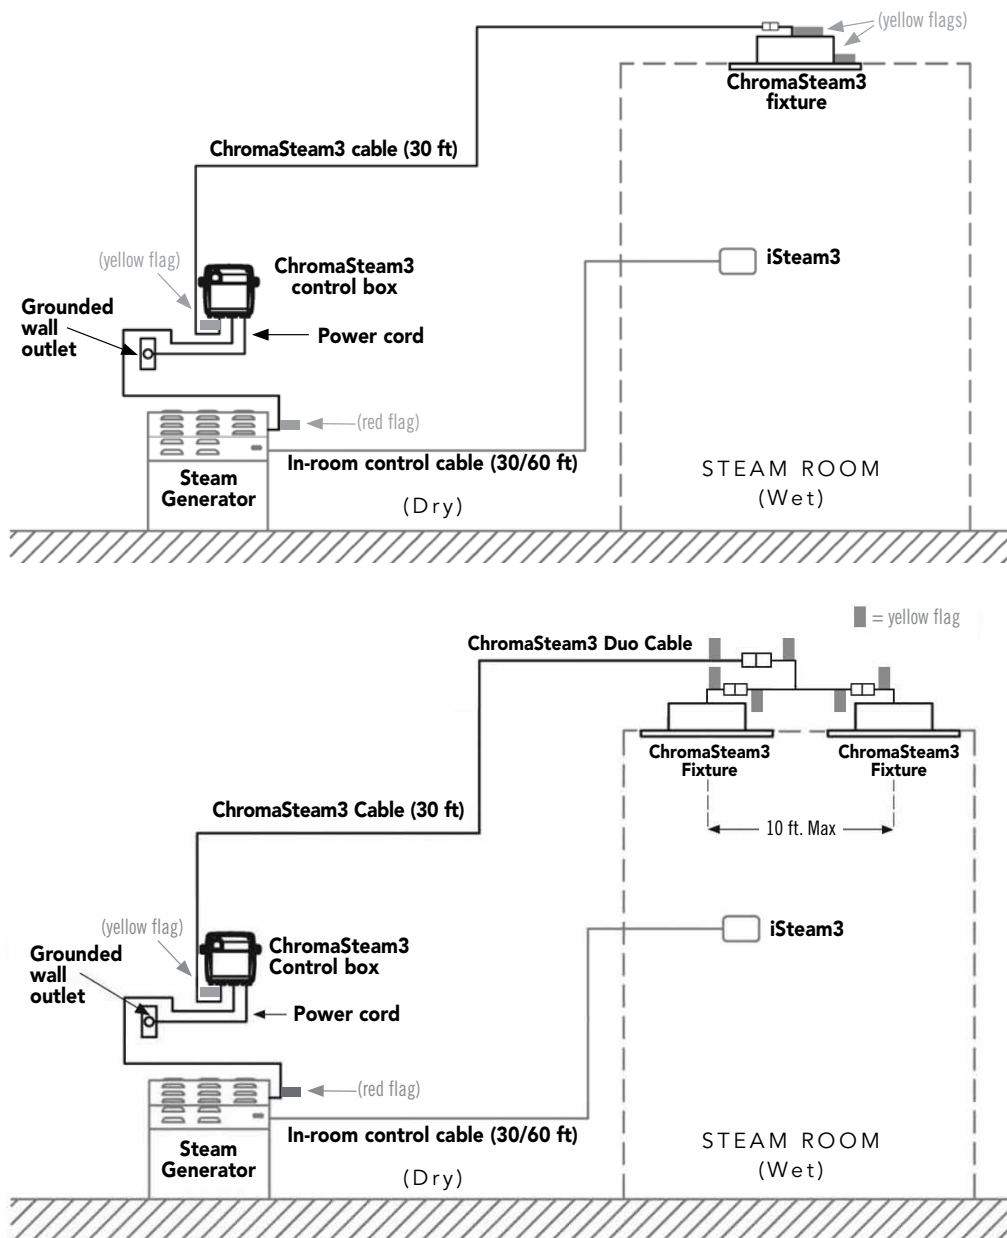 (yellow flags)
ChromaSteam3
fixture
ChromaSteam3 cable (30 ft)
(yellow flag)
ChromaSteam3
control box
iSteam3
Grounded
wall
outlet
Power cord
(red flag)
In-room control cable (30/60 ft)
Steam
Generator
(Dry)
STEAM ROOM
(Wet)
= yellow flag
ChromaSteam3 Duo Cable
ChromaSteam3
Fixture
ChromaSteam3
Fixture
10 ft. Max
ChromaSteam3 Cable (30 ft)
(yellow flag)
ChromaSteam3
Control box
iSteam3
Grounded
wall
outlet
Power cord
(red flag)
In-room control cable (30/60 ft)
Steam
Generator
(Dry)
STEAM ROOM
(Wet)